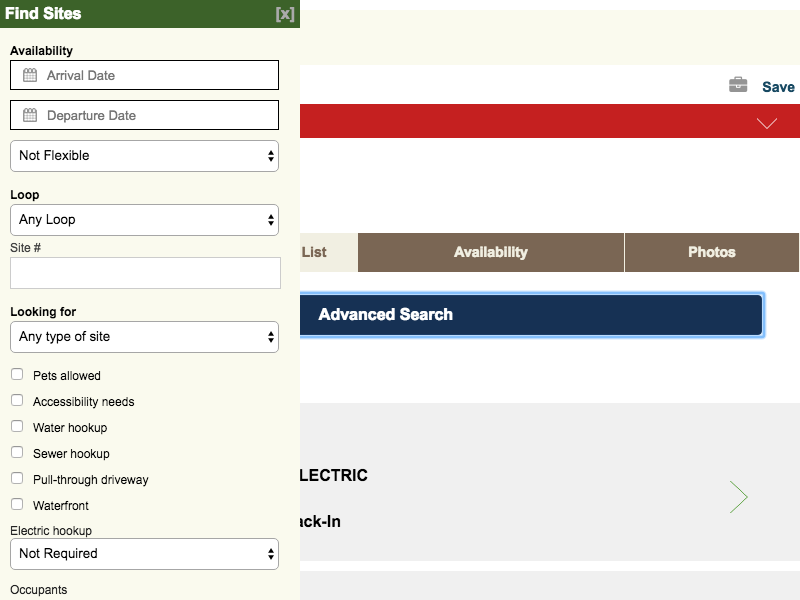 Find Sites [x]
Availability
Arrival Date
Departure Date
Not Flexible
Loop
Any Loop
Site #
Looking for
Any type of site
Pets allowed
Accessibility needs
Water hookup
Sewer hookup
Pull-through driveway
Waterfront
Electric hookup
Not Required
Occupants
Save
List Availability Photos
Advanced Search
LECTRIC
ack-In